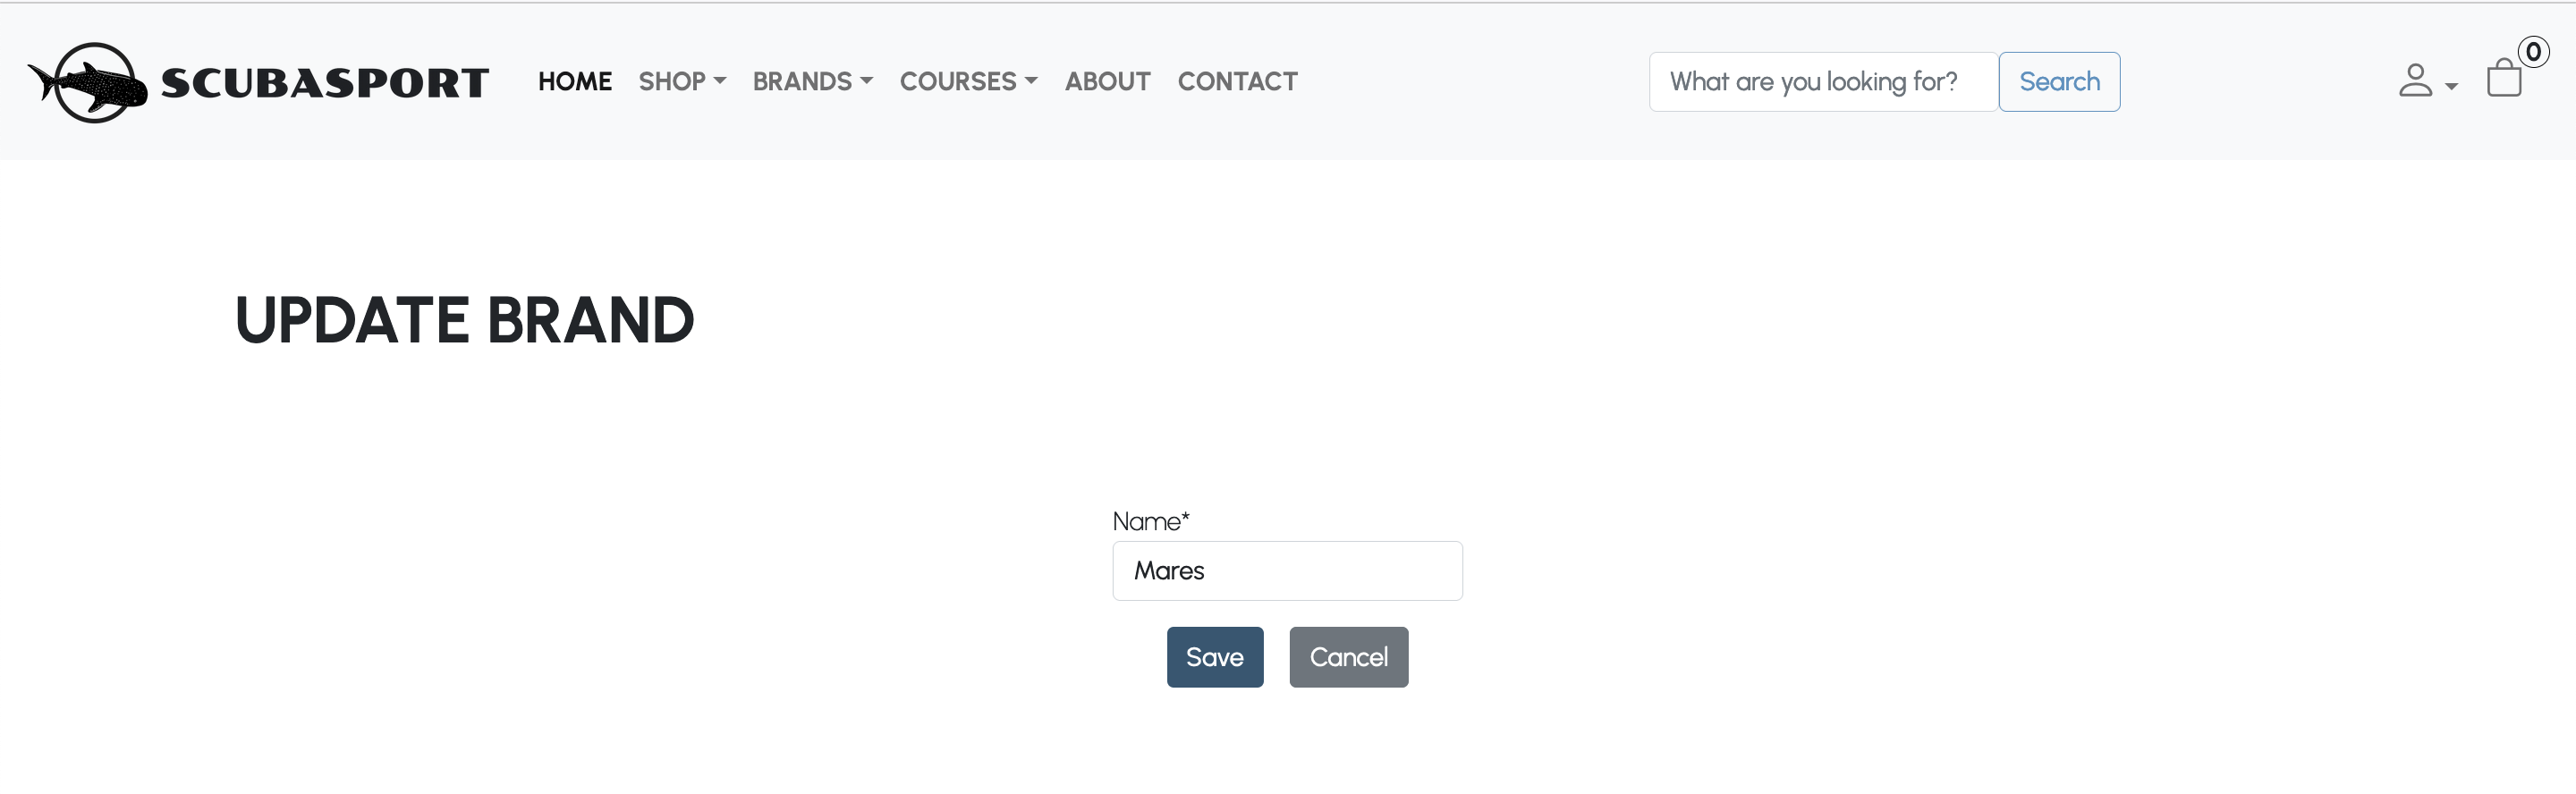 SCUBASPORT HOME SHOP BRANDS COURSES ABOUT CONTACT What are you looking for? Search 0
UPDATE BRAND
Name*
Mares
Save Cancel